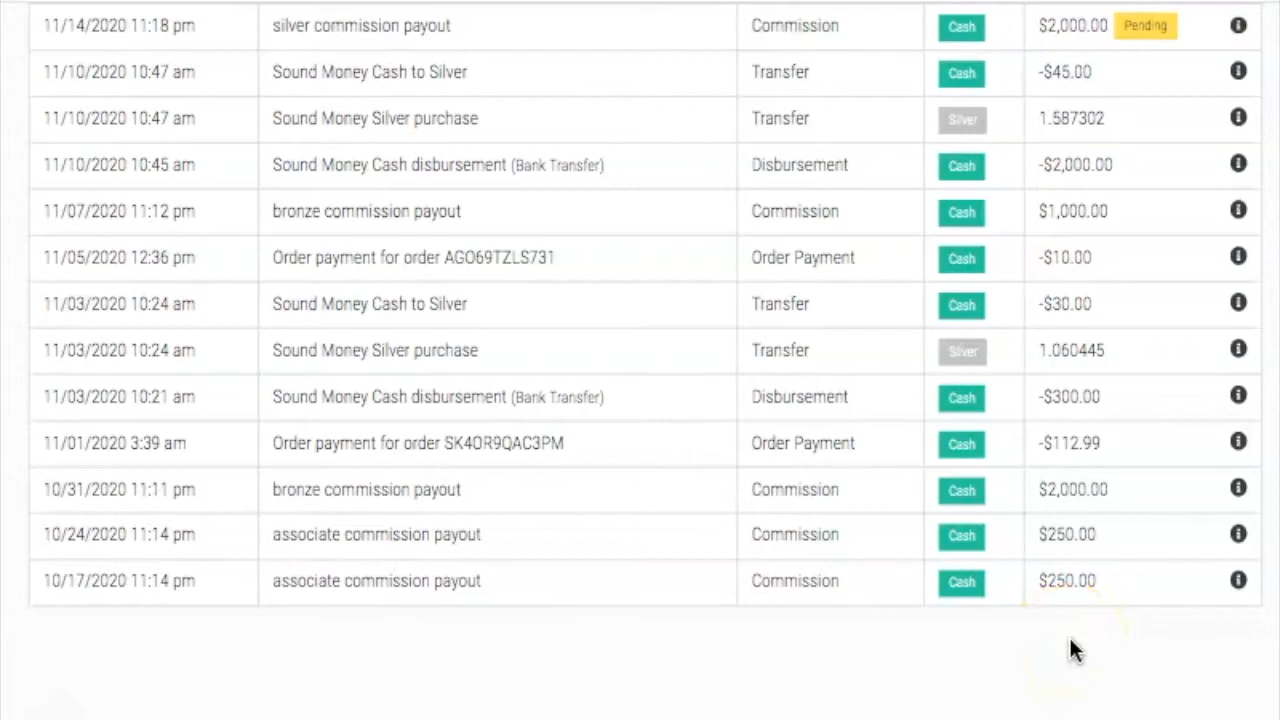 11/14/2020 11:18 pm silver commission payout Commission Cash $2,000.00 Pending
11/10/2020 10:47 am Sound Money Cash to Silver Transfer Cash -$45.00
11/10/2020 10:47 am Sound Money Silver purchase Transfer Silver 1.587302
11/10/2020 10:45 am Sound Money Cash disbursement (Bank Transfer) Disbursement Cash -$2,000.00
11/07/2020 11:12 pm bronze commission payout Commission Cash $1,000.00
11/05/2020 12:36 pm Order payment for order AGO69TZLS731 Order Payment Cash -$10.00
11/03/2020 10:24 am Sound Money Cash to Silver Transfer Cash -$30.00
11/03/2020 10:24 am Sound Money Silver purchase Transfer Silver 1.060445
11/03/2020 10:21 am Sound Money Cash disbursement (Bank Transfer) Disbursement Cash -$300.00
11/01/2020 3:39 am Order payment for order SK4OR9QAC3PM Order Payment Cash -$112.99
10/31/2020 11:11 pm bronze commission payout Commission Cash $2,000.00
10/24/2020 11:14 pm associate commission payout Commission Cash $250.00
10/17/2020 11:14 pm associate commission payout Commission Cash $250.00